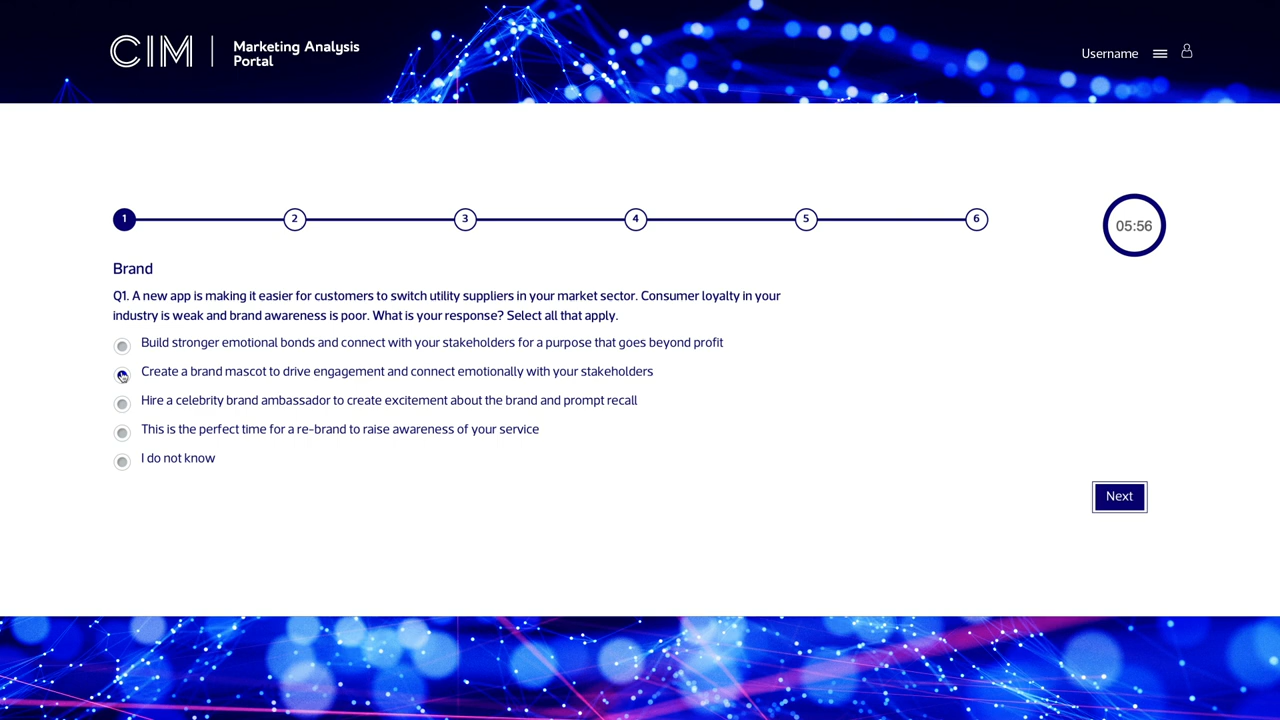 CIM
Marketing Analysis
Portal
Username
1 2 3 4 5 6
05:56
Brand
Q1. A new app is making it easier for customers to switch utility suppliers in your market sector. Consumer loyalty in your
industry is weak and brand awareness is poor. What is your response? Select all that apply.
Build stronger emotional bonds and connect with your stakeholders for a purpose that goes beyond profit
Create a brand mascot to drive engagement and connect emotionally with your stakeholders
Hire a celebrity brand ambassador to create excitement about the brand and prompt recall
This is the perfect time for a re-brand to raise awareness of your service
I do not know
Next